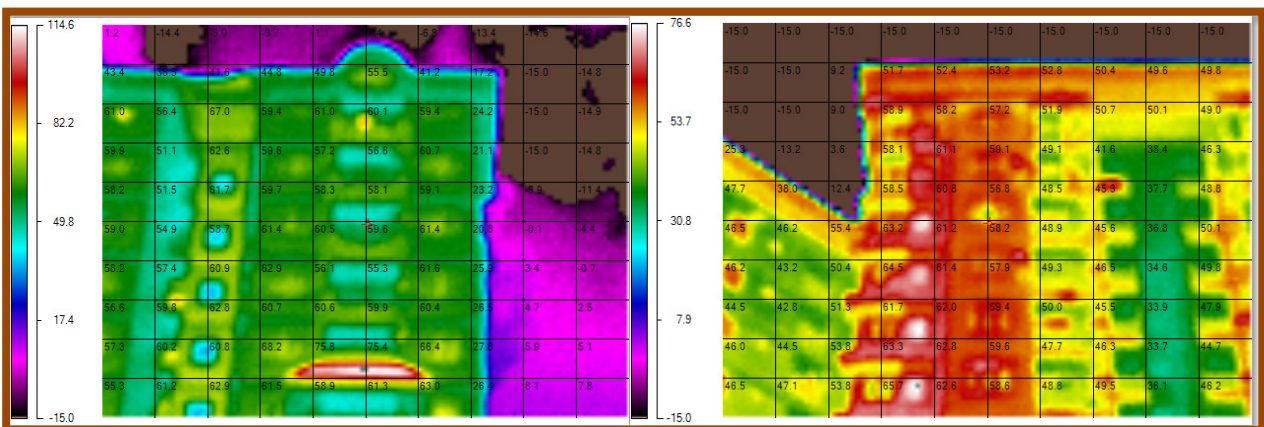 114.6
82.2
49.8
17.4
-15.0
1.2 -14.4 -5.0 -3.7 1.1 -6.8 -13.4 -14.6
43.4 41.6 44.8 49.8 55.5 41.2 17.2 -15.0 -14.8
61.0 56.4 67.0 59.4 61.9 60.1 59.4 24.2 -15.0 -14.9
59.9 51.1 62.6 59.6 57.2 56.6 60.7 21.1 -15.0 -14.8
58.2 51.5 61.7 59.7 58.3 58.1 59.1 23.2 -8.9 -11.4
59.0 54.9 58.7 61.4 60.5 59.6 61.4 20.8 -0.1 -4.4
58.2 57.4 60.9 62.9 56.1 55.3 61.6 25.9 3.4 -0.7
56.6 59.8 62.8 60.7 60.6 59.9 60.4 26.5 4.7 2.5
57.3 60.2 60.8 68.2 75.8 75.4 66.4 27.8 5.9 5.1
55.3 61.2 62.9 61.5 58.9 61.3 63.0 26.4 8.1 7.8
76.6
53.7
30.8
7.9
-15.0
-15.0 -15.0 -15.0 -15.0 -15.0 -15.0 -15.0 -15.0 -15.0 -15.0
-15.0 -15.0 9.2 51.7 52.4 53.2 52.8 50.4 49.6 49.8
-15.0 -15.0 9.0 58.9 58.2 57.2 51.9 50.7 50.1 49.0
25.3 -13.2 3.6 58.1 61.1 59.1 49.1 41.6 38.4 46.3
47.7 38.0 12.4 58.5 60.8 56.8 48.5 45.3 37.7 48.8
46.5 46.2 55.4 63.2 61.2 58.2 48.9 45.6 36.8 50.1
46.2 43.2 50.4 64.5 61.4 57.9 49.3 46.5 34.6 49.8
44.5 42.8 51.3 61.7 62.0 59.4 50.0 45.5 33.9 47.9
46.0 44.5 53.8 63.3 62.8 59.6 47.7 46.3 33.7 44.7
46.5 47.1 53.8 65.7 62.6 58.6 48.8 49.5 36.1 46.2